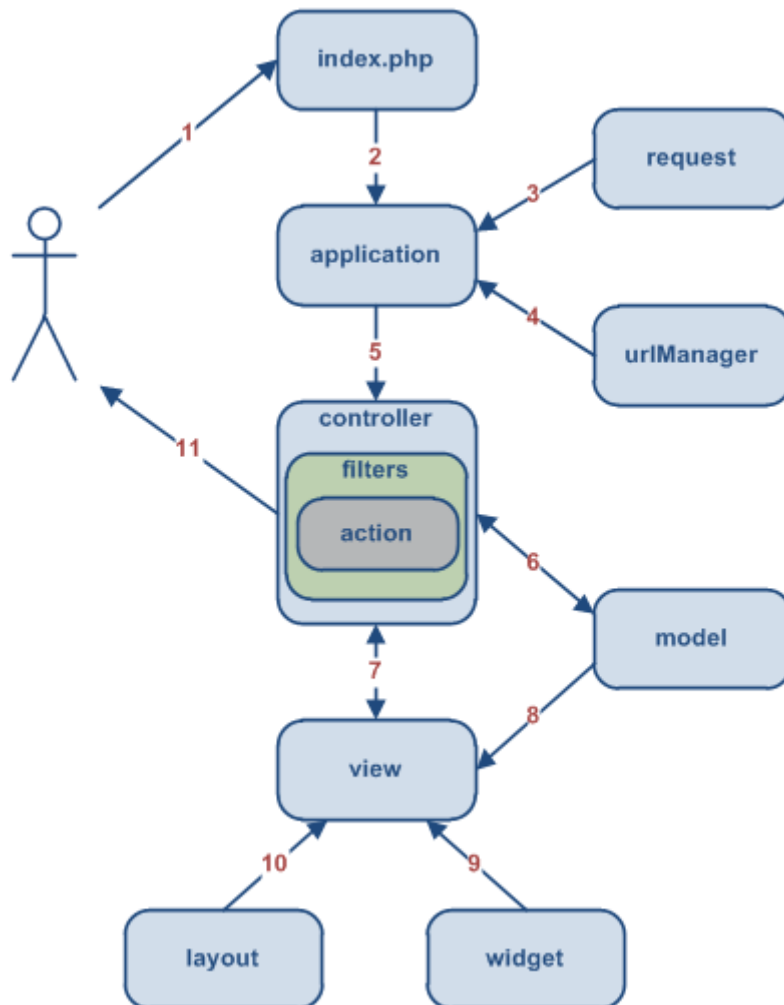 index.php
1
2
request
3
application
4
5
urlManager
controller
11
filters
action
6
model
7
8
view
10
9
layout
widget